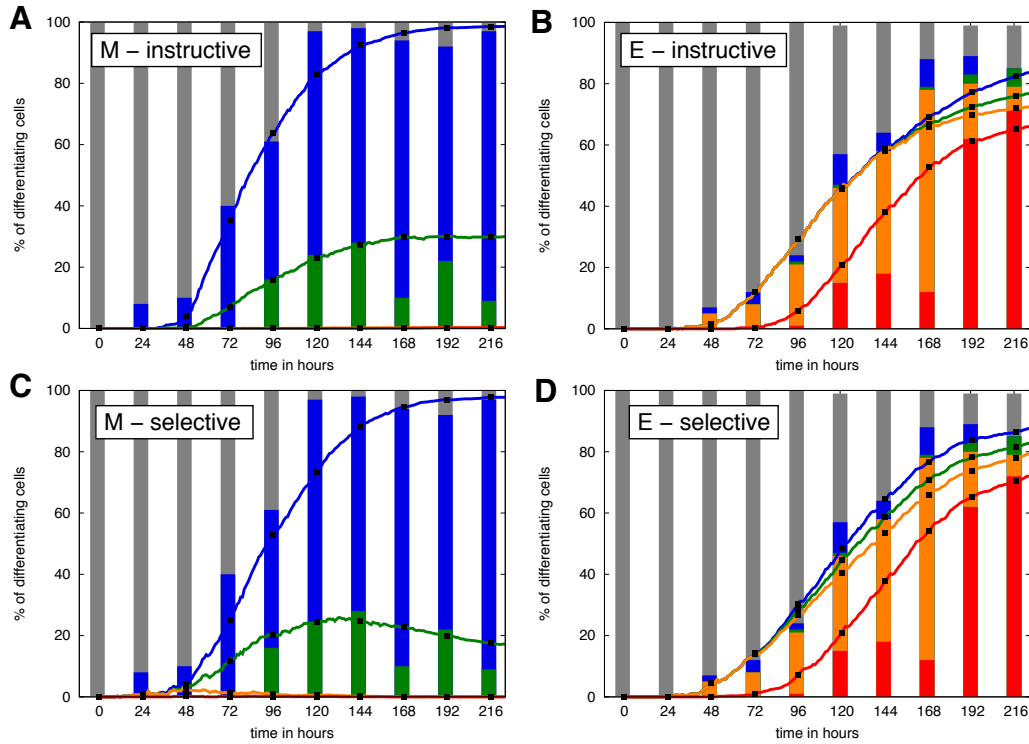 A
M – instructive
% of differentiating cells
100
80
60
40
20
0
0 24 48 72 96 120 144 168 192 216
time in hours
B
E – instructive
% of differentiating cells
100
80
60
40
20
0
0 24 48 72 96 120 144 168 192 216
time in hours
C
M – selective
% of differentiating cells
100
80
60
40
20
0
0 24 48 72 96 120 144 168 192 216
time in hours
D
E – selective
% of differentiating cells
100
80
60
40
20
0
0 24 48 72 96 120 144 168 192 216
time in hours